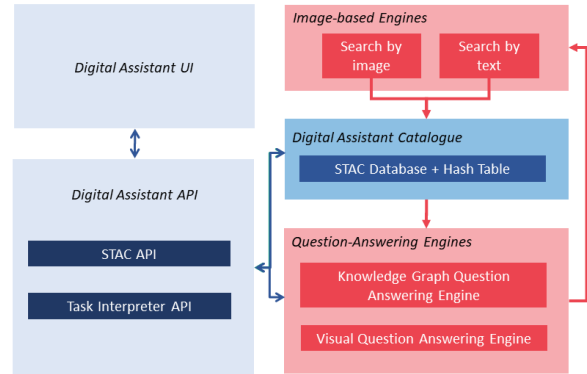 Digital Assistant UI
Digital Assistant API
STAC API
Task Interpreter API
Image-based Engines
Search by
image
Search by
text
Digital Assistant Catalogue
STAC Database + Hash Table
Question-Answering Engines
Knowledge Graph Question
Answering Engine
Visual Question Answering Engine